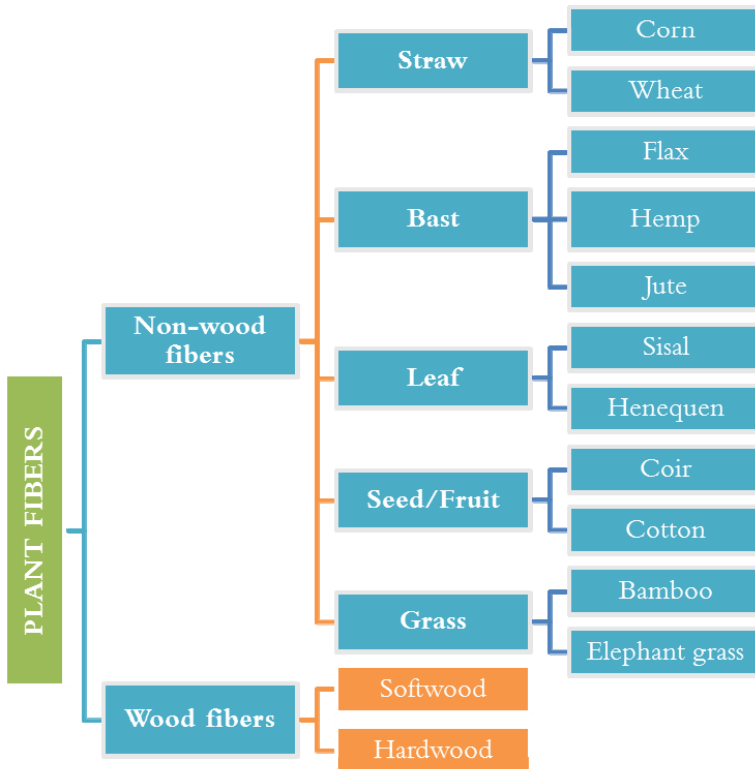 PLANT FIBERS
Non-wood
fibers
Straw
Corn
Wheat
Bast
Flax
Hemp
Jute
Leaf
Sisal
Henequen
Seed/Fruit
Coir
Cotton
Grass
Bamboo
Elephant grass
Wood fibers
Softwood
Hardwood